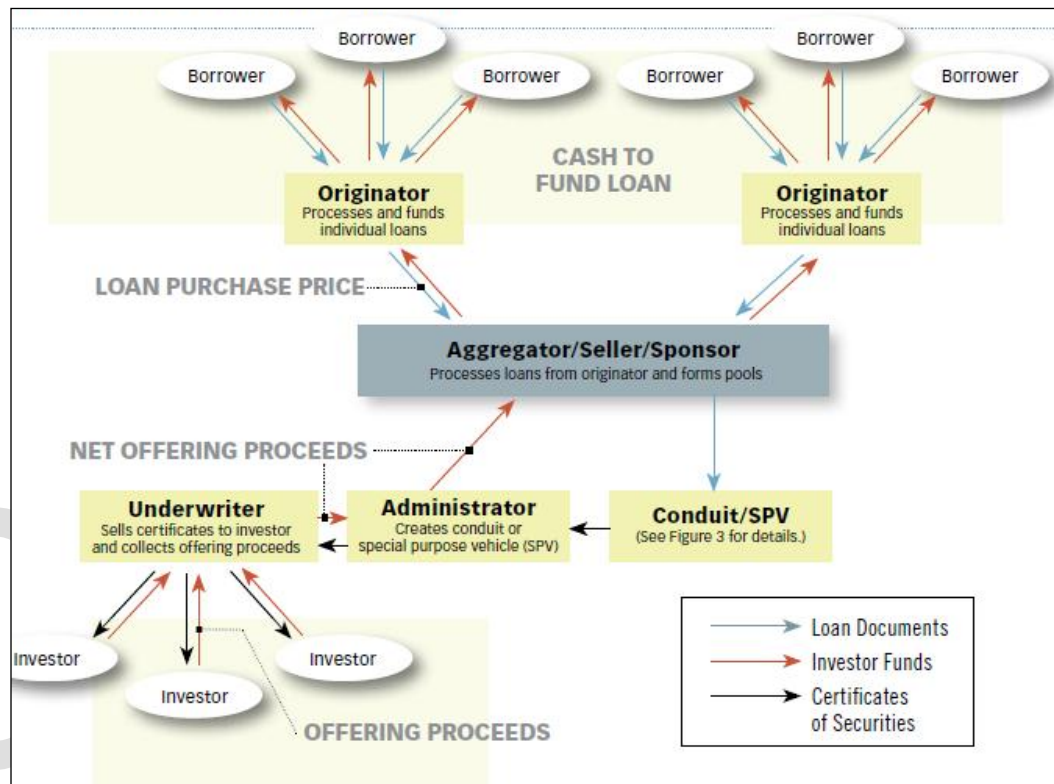 Borrower
Borrower
Borrower
Borrower
Borrower
Borrower
CASH TO
FUND LOAN
Originator
Processes and funds
individual loans
Originator
Processes and funds
individual loans
LOAN PURCHASE PRICE
Aggregator/Seller/Sponsor
Processes loans from originator and forms pools
NET OFFERING PROCEEDS
Underwriter
Sells certificates to investor
and collects offering proceeds
Administrator
Creates conduit or
special purpose vehicle (SPV)
Conduit/SPV
(See Figure 3 for details.)
Investor
Investor
Investor
OFFERING PROCEEDS
Loan Documents
Investor Funds
Certificates
of Securities